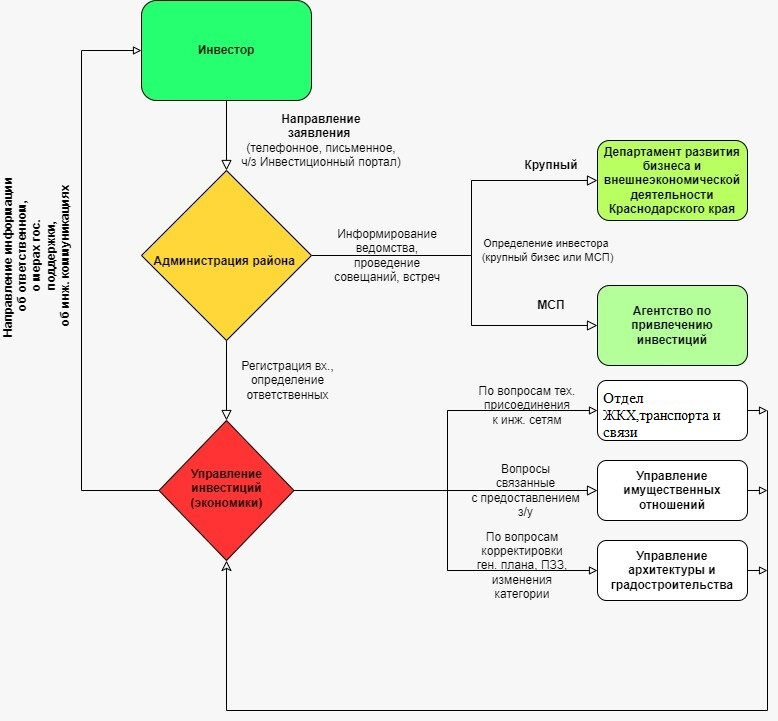 Инвестор
Направление
заявления
(телефонное, письменное,
ч/з Инвестиционный портал)
Направление информации
об ответственном,
о мерах гос.
поддержки,
об инж. коммуникациях
Администрация района
Информирование
ведомства,
проведение
совещаний, встреч
Крупный
Определение инвестора
(крупный бизес или МСП)
МСП
Департамент развития
бизнеса и
внешнеэкономической
деятельности
Краснодарского края
Агентство по
привлечению
инвестиций
Регистрация вх.,
определение
ответственных
Управление
инвестиций
(экономики)
По вопросам тех.
присоединения
к инж. сетям
Отдел
ЖКХ,транспорта и
связи
Вопросы
связанные
с предоставлением
з/у
Управление
имущественных
отношений
По вопросам
корректировки
ген. плана, ПЗЗ,
изменения
категории
Управление
архитектуры и
градостроительства